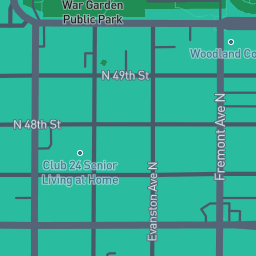 War Garden
Public Park
Woodland Co
N 49th St
N 48th St
Club 24 Senior
Living at Home
Evanston Ave N
Fremont Ave N